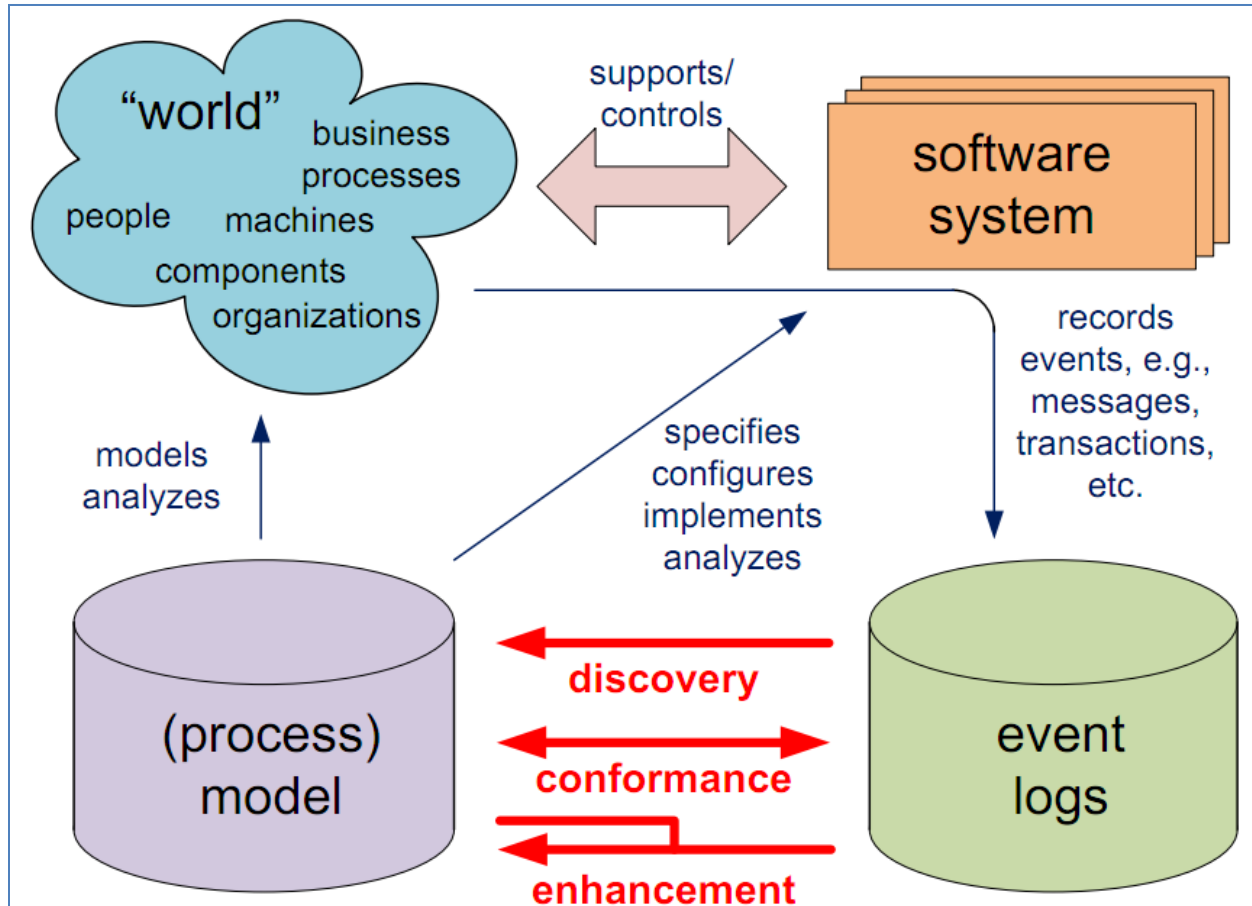 “world”
business
processes
people
machines
components
organizations
supports/
controls
software
system
records
events, e.g.,
messages,
transactions,
etc.
models
analyzes
specifies
configures
implements
analyzes
(process)
model
discovery
conformance
enhancement
event
logs